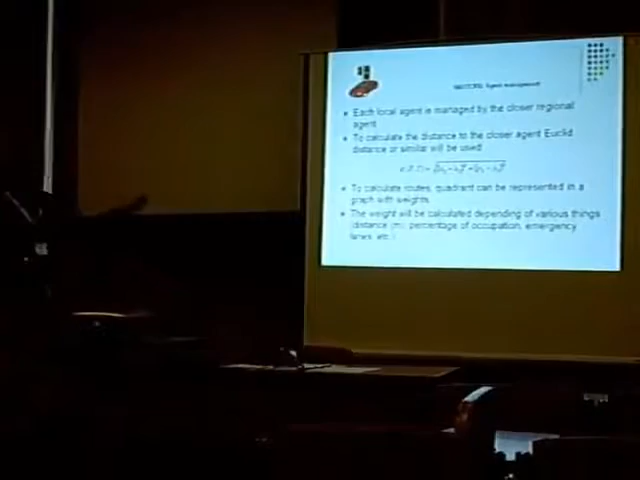 Agent management
Each local agent is managed by the closer regional
agent
To calculate the distance to the closer agent Euclid
distance or similar will be used
To calculate routes, quadrant can be represented in a
graph with weights
The weight will be calculated depending of various things
(distance (m), percentage of occupation, emergency
lanes, etc.)